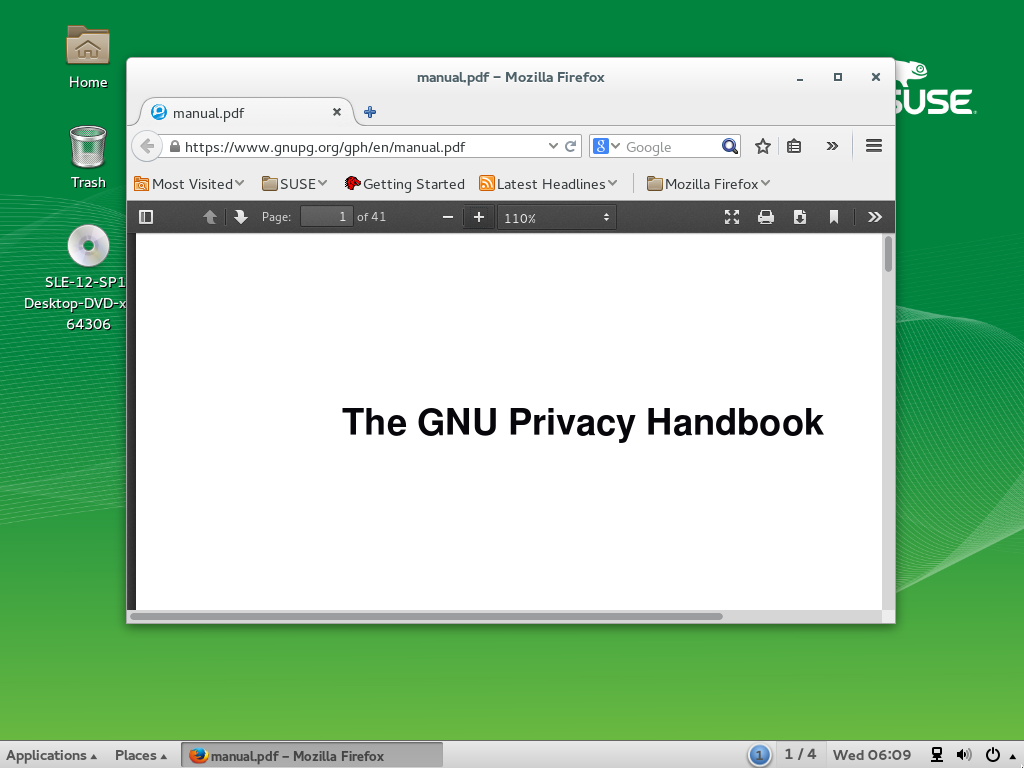 Home
Trash
SLE-12-SP1
Desktop-DVD-x
64306
SUSE
manual.pdf – Mozilla Firefox
manual.pdf
https://www.gnupg.org/gph/en/manual.pdf
8
Google
Most Visited
SUSE
Getting Started
Latest Headlines
Mozilla Firefox
Page: 1 of 41
110%
The GNU Privacy Handbook
Applications
Places
manual.pdf – Mozilla Firefox
1
1 / 4
Wed 06:09